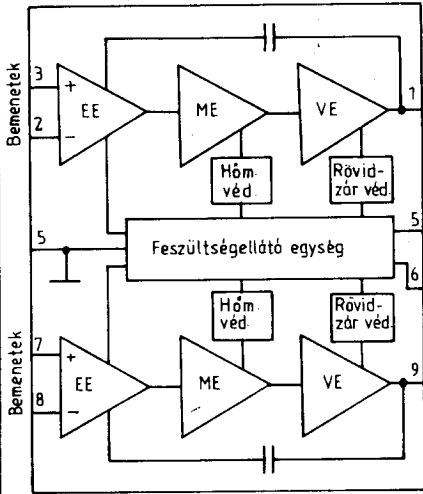 Bemenetek
3
+
EE
2
−
ME
VE
1
Hőm.
véd.
Rövid-
zár véd.
5
Feszültségellátó egység
5
6
Hőm.
véd.
Rövid-
zár véd.
Bemenetek
7
+
EE
8
−
ME
VE
9